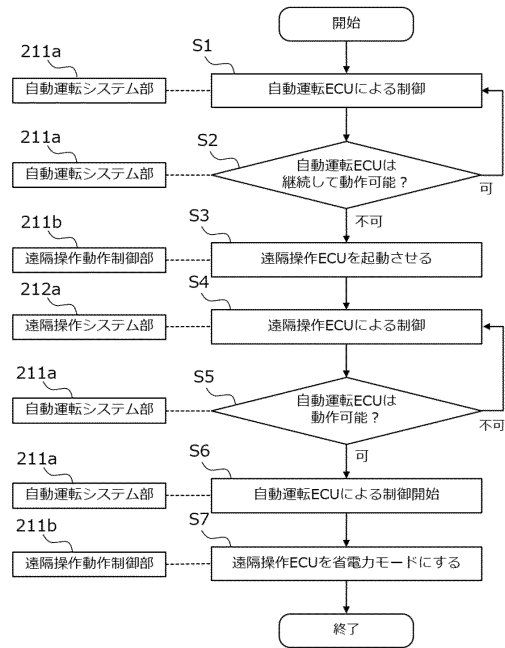 開始
211a
S1
自動運転システム部
自動運転ECUによる制御
211a
S2
自動運転システム部
自動運転ECUは
継続して動作可能？
可
不可
211b
S3
遠隔操作動作制御部
遠隔操作ECUを起動させる
212a
S4
遠隔操作システム部
遠隔操作ECUによる制御
211a
S5
自動運転システム部
自動運転ECUは
動作可能？
不可
可
211a
S6
自動運転システム部
自動運転ECUによる制御開始
211b
S7
遠隔操作動作制御部
遠隔操作ECUを省電力モードにする
終了